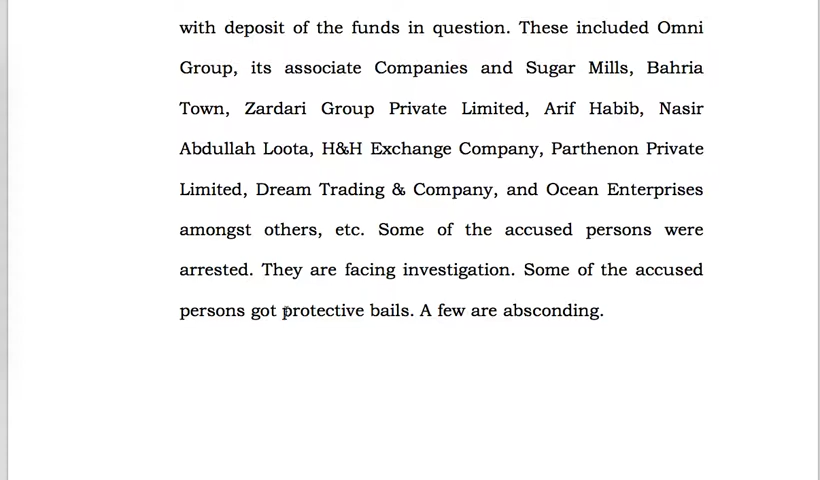 with deposit of the funds in question. These included Omni
Group, its associate Companies and Sugar Mills, Bahria
Town, Zardari Group Private Limited, Arif Habib, Nasir
Abdullah Loota, H&H Exchange Company, Parthenon Private
Limited, Dream Trading & Company, and Ocean Enterprises
amongst others, etc. Some of the accused persons were
arrested. They are facing investigation. Some of the accused
persons got protective bails. A few are absconding.